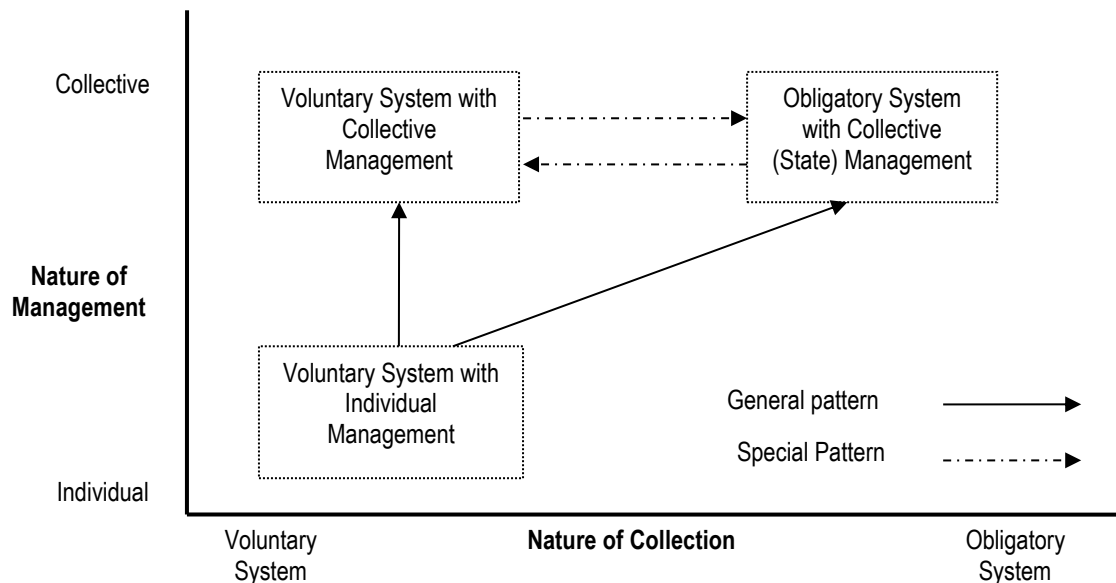 Collective
Voluntary System with
Collective
Management
Obligatory System
with Collective
(State) Management
Nature of
Management
Voluntary System with
Individual
Management
General pattern
Special Pattern
Individual
Voluntary
System
Nature of Collection
Obligatory
System